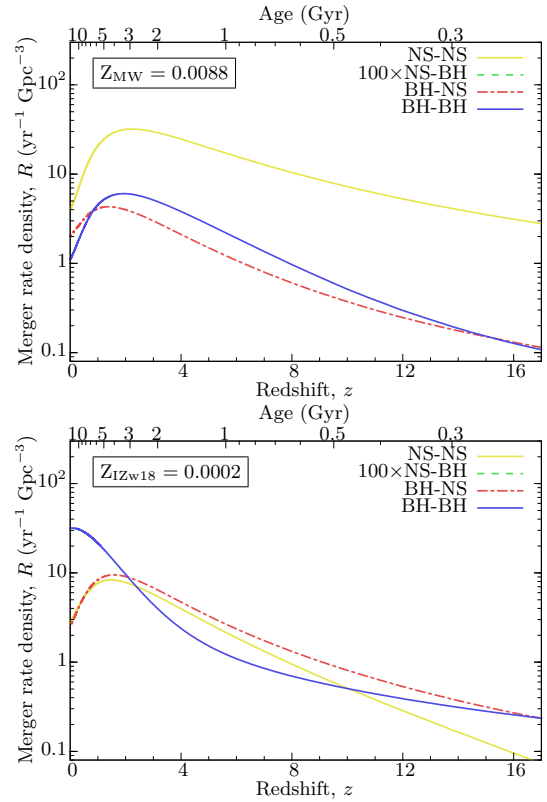 Age (Gyr)
10 5 3 2 1 0.5 0.3
Z_MW = 0.0088
NS-NS
100×NS-BH
BH-NS
BH-BH
Merger rate density, R (yr⁻¹ Gpc⁻³)
10²
10
1
0.1
0 4 8 12 16
Redshift, z
Age (Gyr)
10 5 3 2 1 0.5 0.3
Z_IZw18 = 0.0002
NS-NS
100×NS-BH
BH-NS
BH-BH
Merger rate density, R (yr⁻¹ Gpc⁻³)
10²
10
1
0.1
0 4 8 12 16
Redshift, z